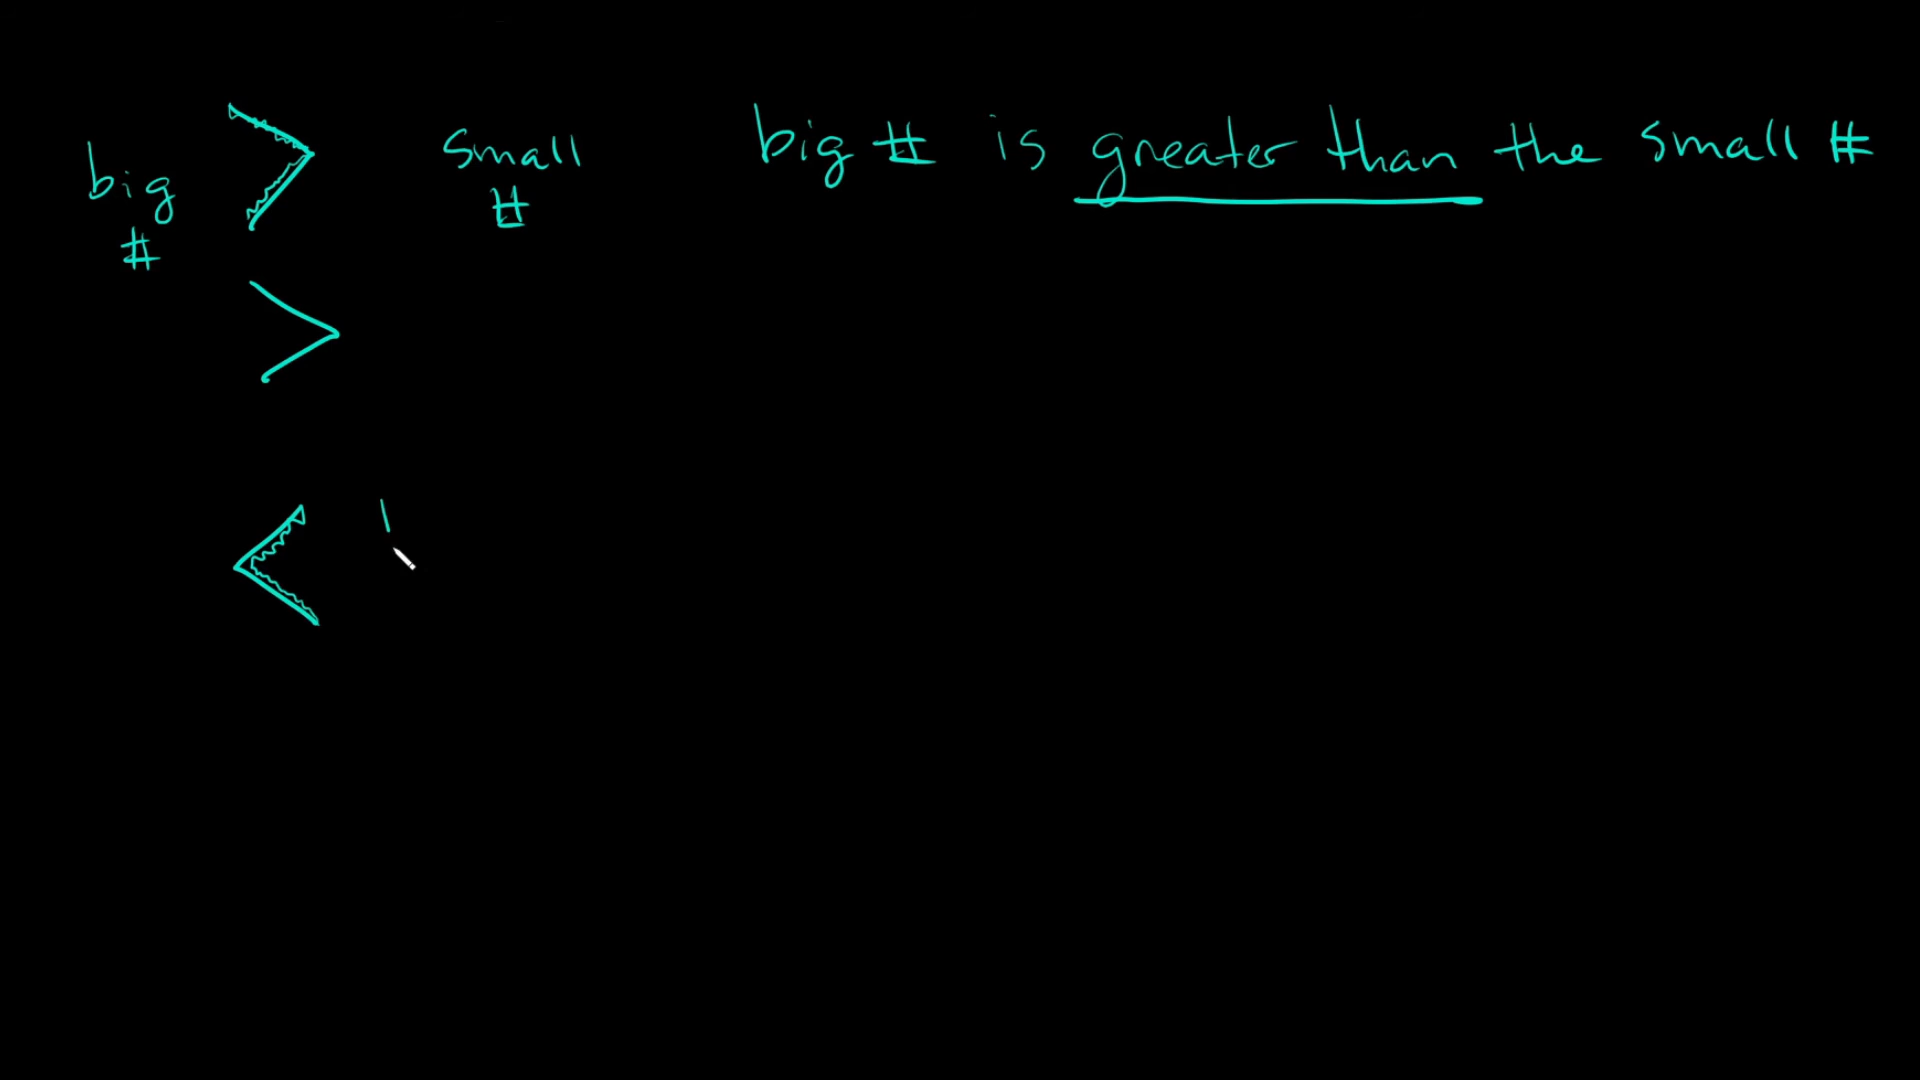 big # > small # big # is greater than the small #
>
<